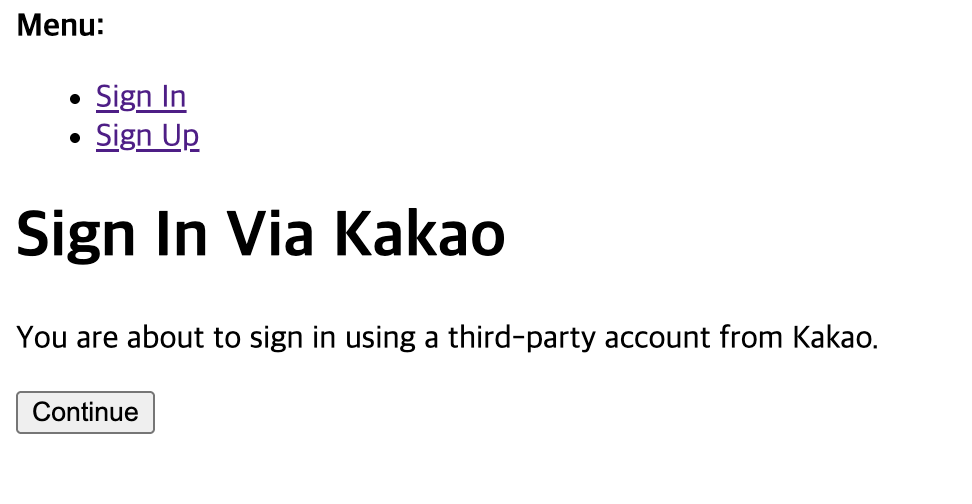 Menu:
Sign In
Sign Up
Sign In Via Kakao
You are about to sign in using a third-party account from Kakao.
Continue